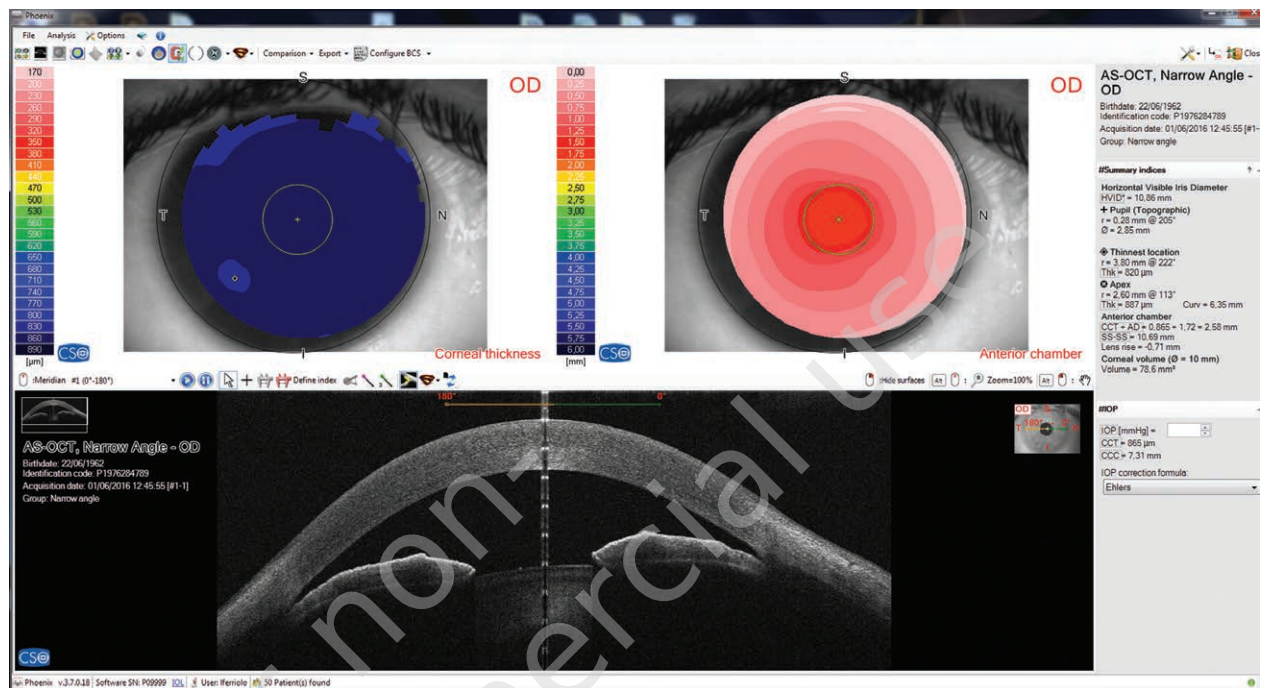 Phoenix
File Analysis Options
Comparison Export Configure BCS Clos
170
200
230
260
290
320
350
380
410
440
470
500
530
560
590
620
650
680
710
740
770
800
830
860
890
[µm]
CSO
S
OD
T
N
I
Corneal thickness
0,00
0,25
0,50
0,75
1,00
1,25
1,50
1,75
2,00
2,25
2,50
2,75
3,00
3,25
3,50
3,75
4,00
4,25
4,50
4,75
5,00
5,25
5,50
5,75
6,00
[mm]
CSO
S
OD
T
N
I
Anterior chamber
AS-OCT, Narrow Angle -
OD
Birthdate: 22/06/1962
Identification code: P1976284789
Acquisition date: 01/06/2016 12:45:55 [#1-
Group: Narrow angle
##Summary indices
Horizontal Visible Iris Diameter
HVID* = 10,86 mm
Pupil (Topographic)
r = 0,28 mm @ 205°
Ø = 2,85 mm
Thinnest location
r = 3,80 mm @ 222°
Thk = 820 µm
Apex
r = 2,60 mm @ 113°
Thk = 887 µm Curv = 6,35 mm
Anterior chamber
CCT + AD = 0.865 + 1,72 = 2,58 mm
SS-SS = 10,69 mm
Lens rise = -0,71 mm
Corneal volume (Ø = 10 mm)
Volume = 78,6 mm³
##IOP
IOP [mmHg] =
CCT = 865 µm
CCC = 7,31 mm
IOP correction formula:
Ehlers
:Meridian #1 (0°-180°) Define index :Hide surfaces Alt : Zoom=100% Alt :
180° 0°
AS-OCT, Narrow Angle - OD
Birthdate: 22/06/1962
Identification code: P1976284789
Acquisition date: 01/06/2016 12:45:55 [#1-1]
Group: Narrow angle
OD
T 180°
CSO
non-
mercial use
Phoenix v.3.7.0.18 Software SN: P09999 IOL User: lferriolo 50 Patient(s) found